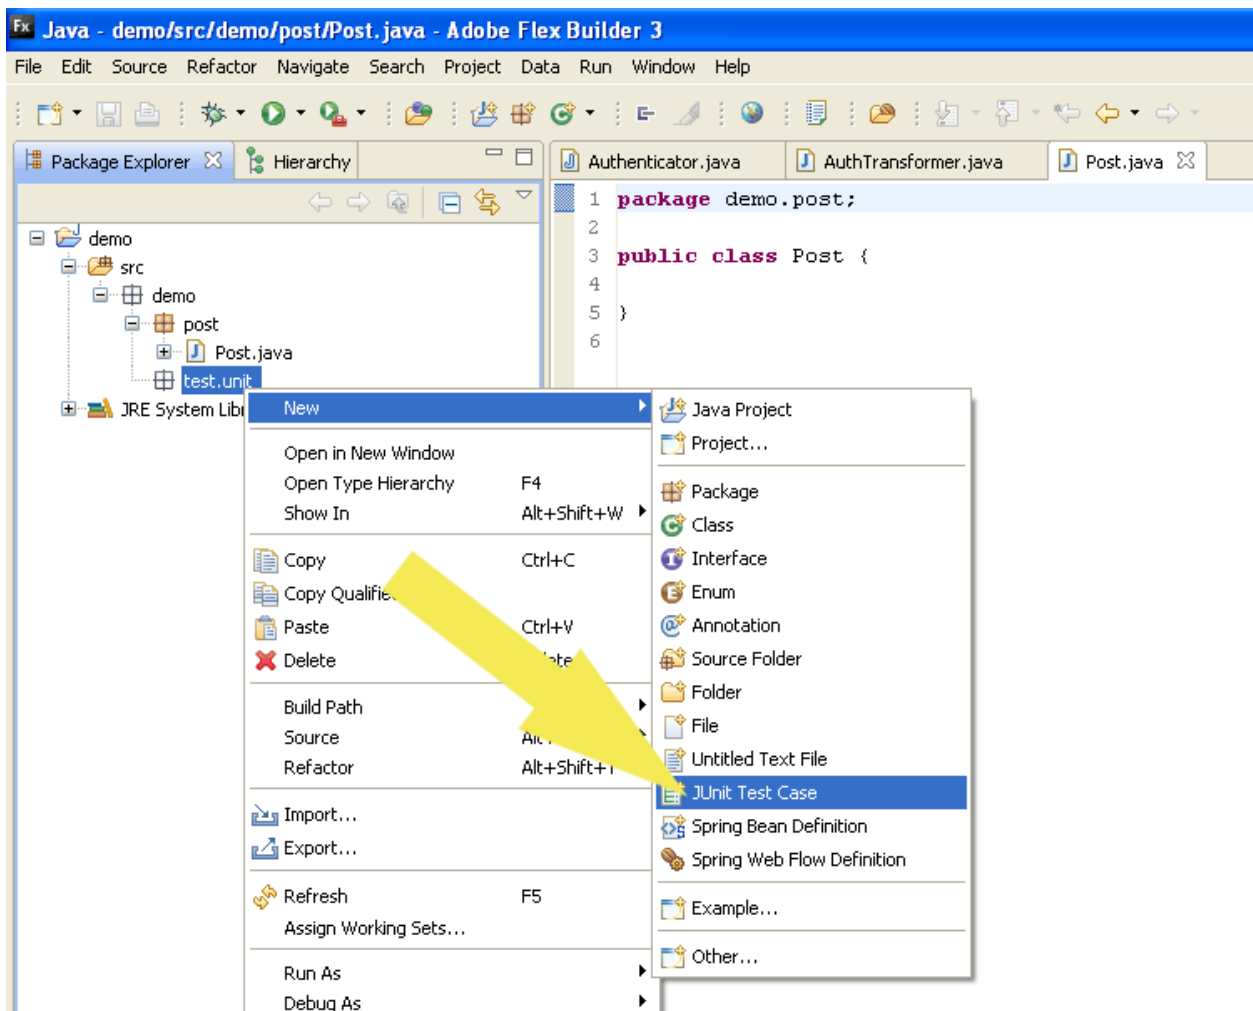 Fx Java - demo/src/demo/post/Post.java - Adobe Flex Builder 3
File Edit Source Refactor Navigate Search Project Data Run Window Help
Package Explorer Hierarchy
Authenticator.java AuthTransformer.java Post.java
1 package demo.post;
2
3 public class Post {
4
5 }
6
demo
src
demo
post
Post.java
test.unit
JRE System
New
Open in New Window
Open Type Hierarchy F4
Show In Alt+Shift+W
Copy Ctrl+C
Copy
Paste Ctrl+V
Delete
Build Path
Source
Refactor Alt+Shift+T
Import...
Export...
Refresh F5
Assign Working Sets...
Run As
Debug As
Java Project
Project...
Package
Class
Interface
Enum
Annotation
Source Folder
Folder
File
Untitled Text File
JUnit Test Case
Spring Bean Definition
Spring Web Flow Definition
Example...
Other...